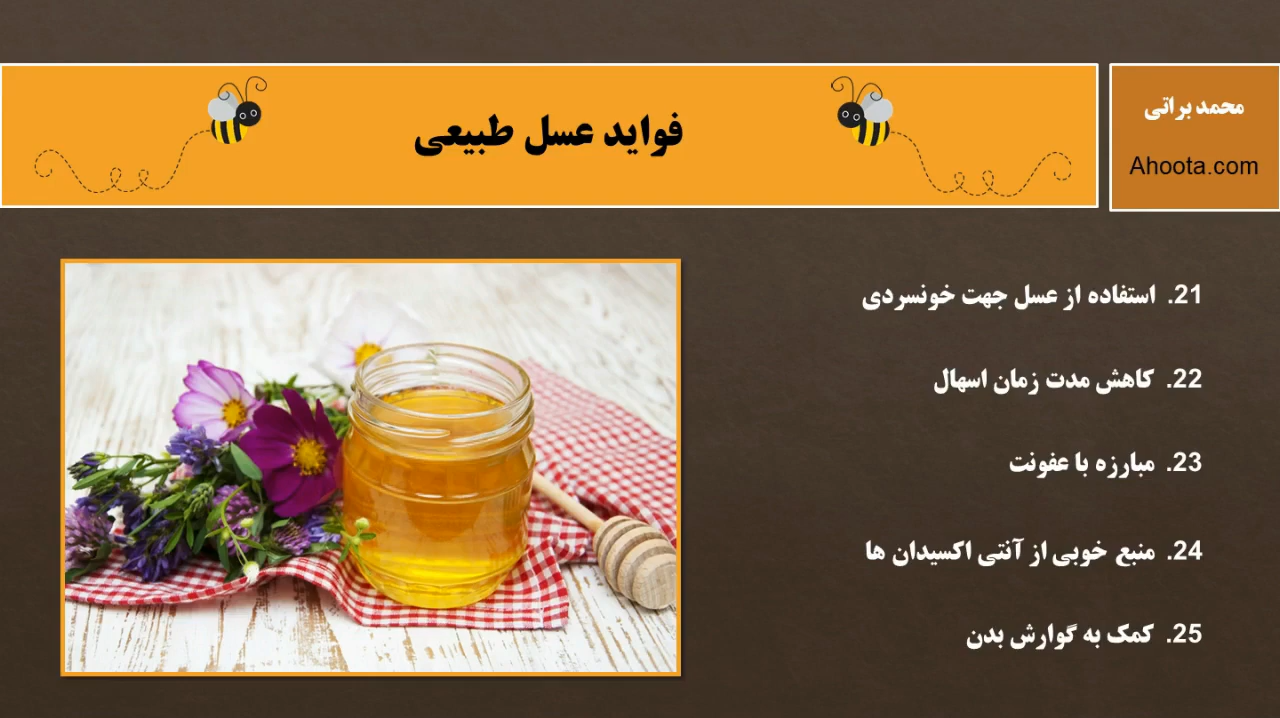 محمد براتی
Ahoota.com
فواید عسل طبیعی
21. استفاده از عسل جهت خونسردی
22. کاهش مدت زمان اسهال
23. مبارزه با عفونت
24. منبع خوبی از آنتی اکسیدان ها
25. کمک به گوارش بدن